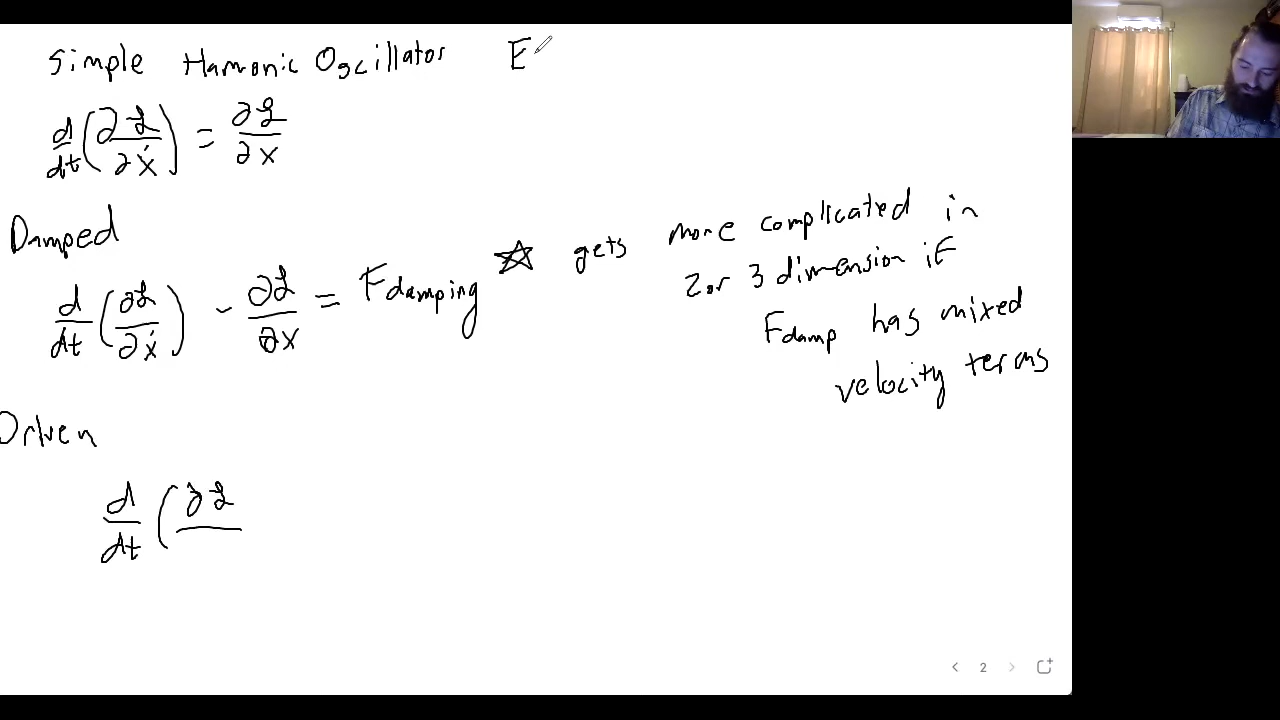 Simple Harmonic Oscillator E
d/dt (∂ℒ/∂ẋ) = ∂ℒ/∂x
Damped
d/dt (∂ℒ/∂ẋ) - ∂ℒ/∂x = Fdamping ☆ gets more complicated in
2 or 3 dimension if
Fdamp has mixed
velocity terms
Driven
d/dt (∂ℒ
2